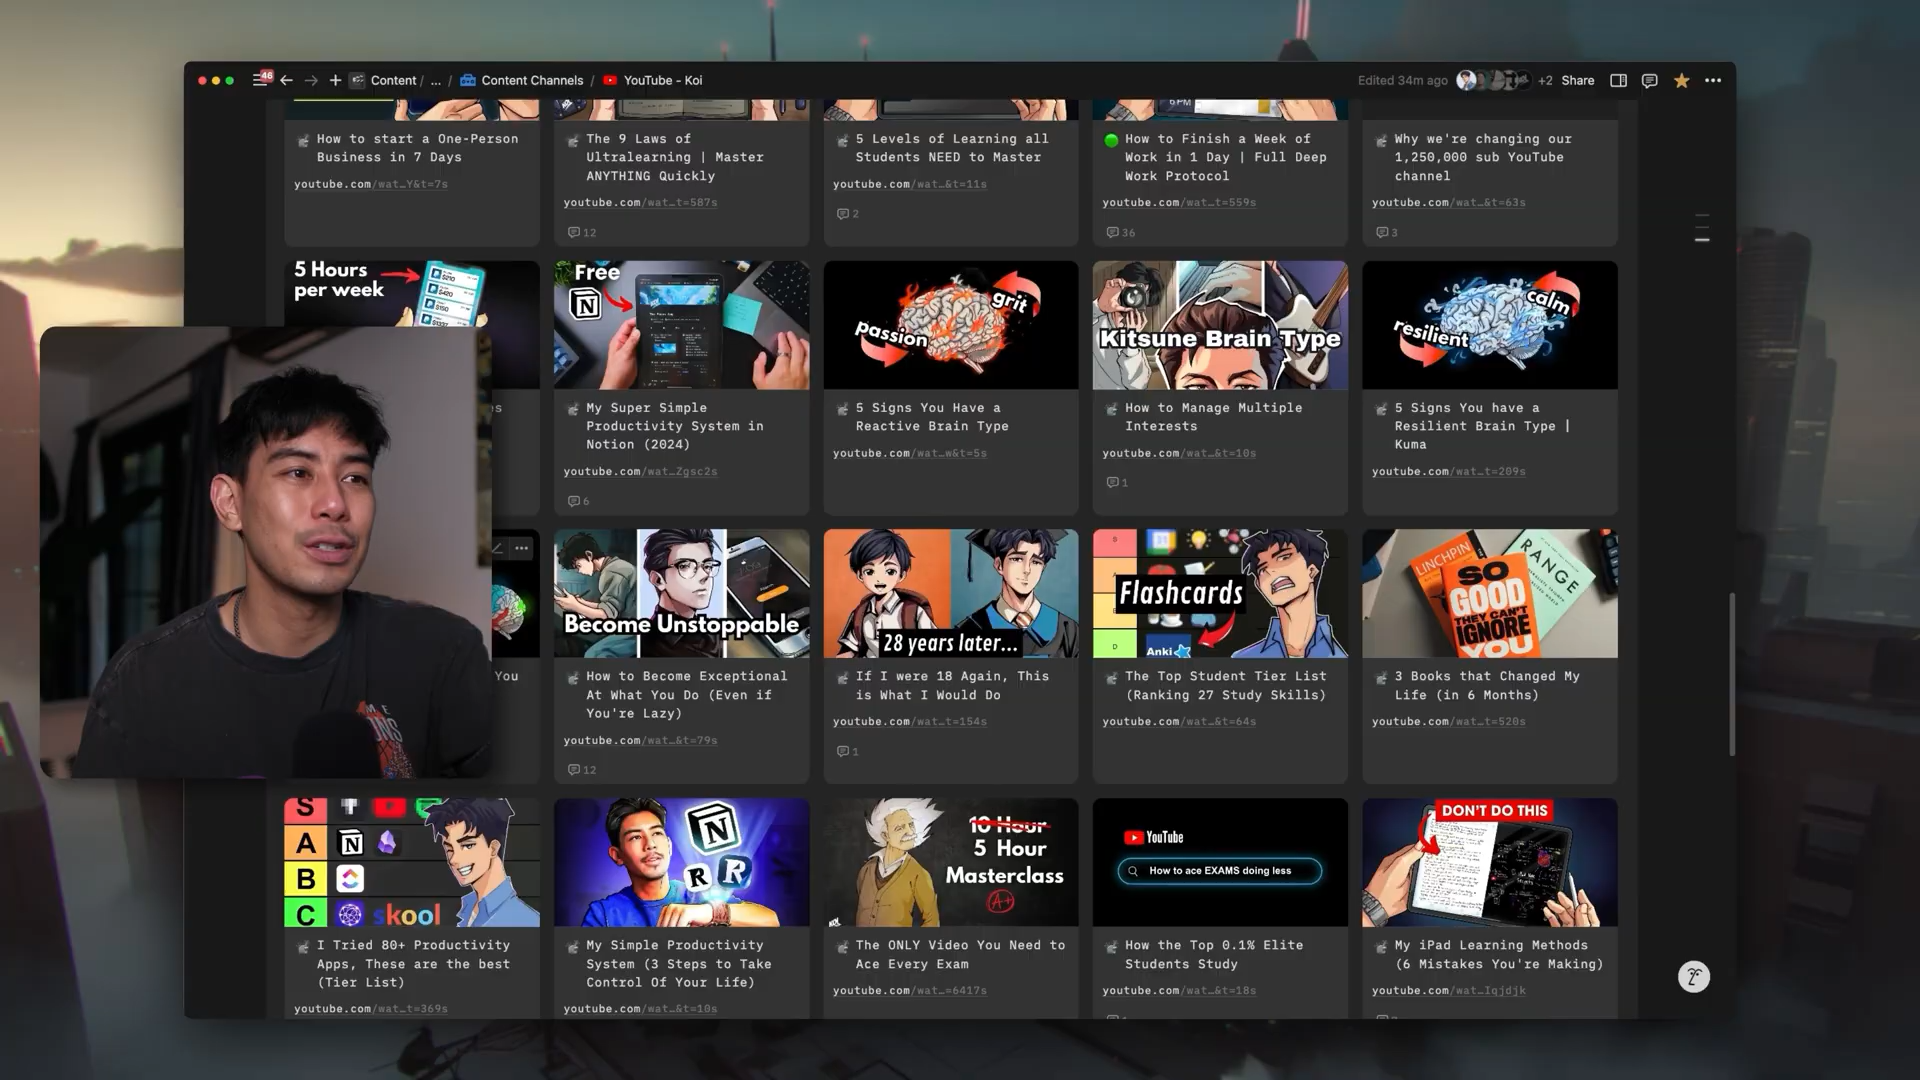 46
Content / ... / Content Channels / YouTube - Koi
Edited 34m ago
+2 Share
6 PM
How to start a One-Person
Business in 7 Days
youtube.com/wat…Y&t=7s
The 9 Laws of
Ultralearning | Master
ANYTHING Quickly
youtube.com/wat…t=587s
12
5 Levels of Learning all
Students NEED to Master
youtube.com/wat…&t=11s
2
How to Finish a Week of
Work in 1 Day | Full Deep
Work Protocol
youtube.com/wat…t=559s
36
Why we're changing our
1,250,000 sub YouTube
channel
youtube.com/wat…&t=63s
3
5 Hours
per week
Free
My Super Simple
Productivity System in
Notion (2024)
youtube.com/wat…Zgsc2s
6
passion
grit
5 Signs You Have a
Reactive Brain Type
youtube.com/wat…w&t=5s
Kitsune Brain Type
How to Manage Multiple
Interests
youtube.com/wat…&t=10s
1
resilient
calm
5 Signs You have a
Resilient Brain Type |
Kuma
youtube.com/wat…t=209s
You
Become Unstoppable
How to Become Exceptional
At What You Do (Even if
You're Lazy)
youtube.com/wat…&t=79s
12
28 years later...
If I were 18 Again, This
is What I Would Do
youtube.com/wat…t=154s
1
Flashcards
D
Anki
The Top Student Tier List
(Ranking 27 Study Skills)
youtube.com/wat…&t=64s
LINCHPIN
SO
GOOD
THEY CAN'T
IGNORE
YOU
RANGE
3 Books that Changed My
Life (in 6 Months)
youtube.com/wat…t=520s
S
A
B
C
skool
I Tried 80+ Productivity
Apps, These are the best
(Tier List)
youtube.com/wat…t=369s
N
R
R
My Simple Productivity
System (3 Steps to Take
Control Of Your Life)
youtube.com/wat…&t=10s
10 Hour
5 Hour
Masterclass
A+
The ONLY Video You Need to
Ace Every Exam
youtube.com/wat…=6417s
YouTube
How to ace EXAMS doing less
How the Top 0.1% Elite
Students Study
youtube.com/wat…&t=18s
DON'T DO THIS
My iPad Learning Methods
(6 Mistakes You're Making)
youtube.com/wat…Iqjdjk